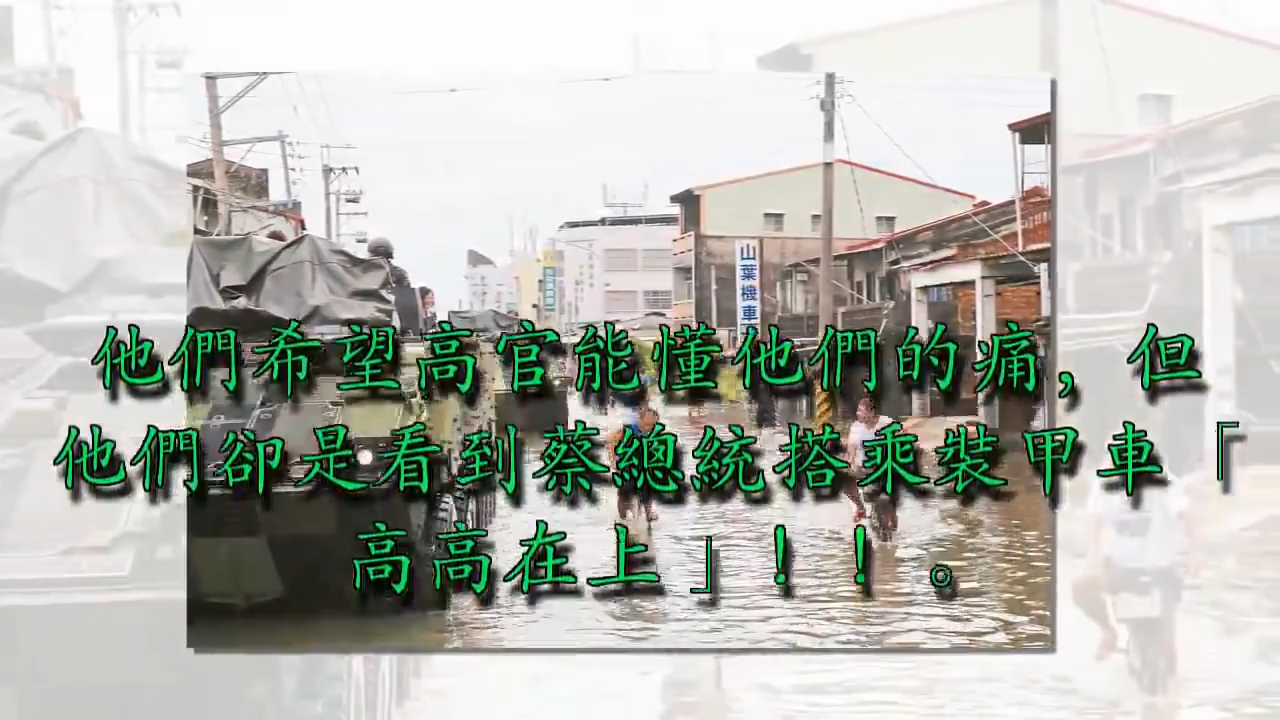 山葉機車
他們希望高官能懂他們的痛，但
他們卻是看到蔡總統搭乘裝甲車「
高高在上」！！。